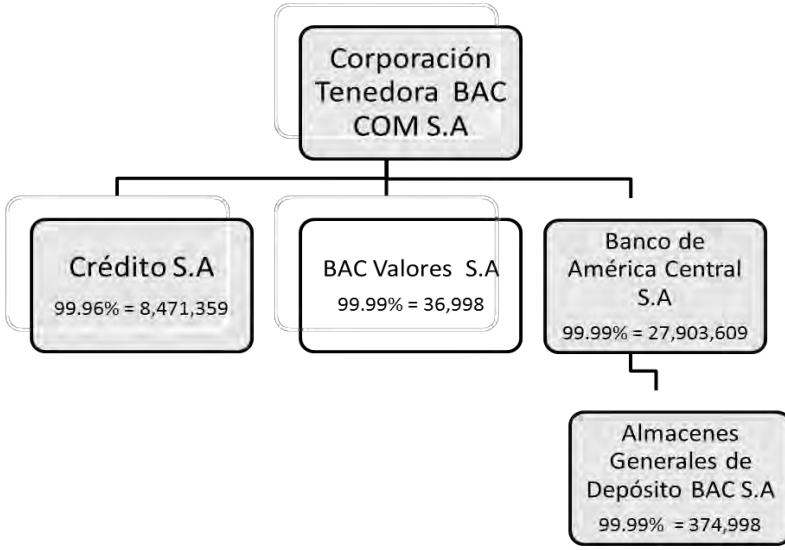 Corporación
Tenedora BAC
COM S.A
Crédito S.A
99.96% = 8,471,359
BAC Valores S.A
99.99% = 36,998
Banco de
América Central
S.A
99.99% = 27,903,609
Almacenes
Generales de
Depósito BAC S.A
99.99% = 374,998